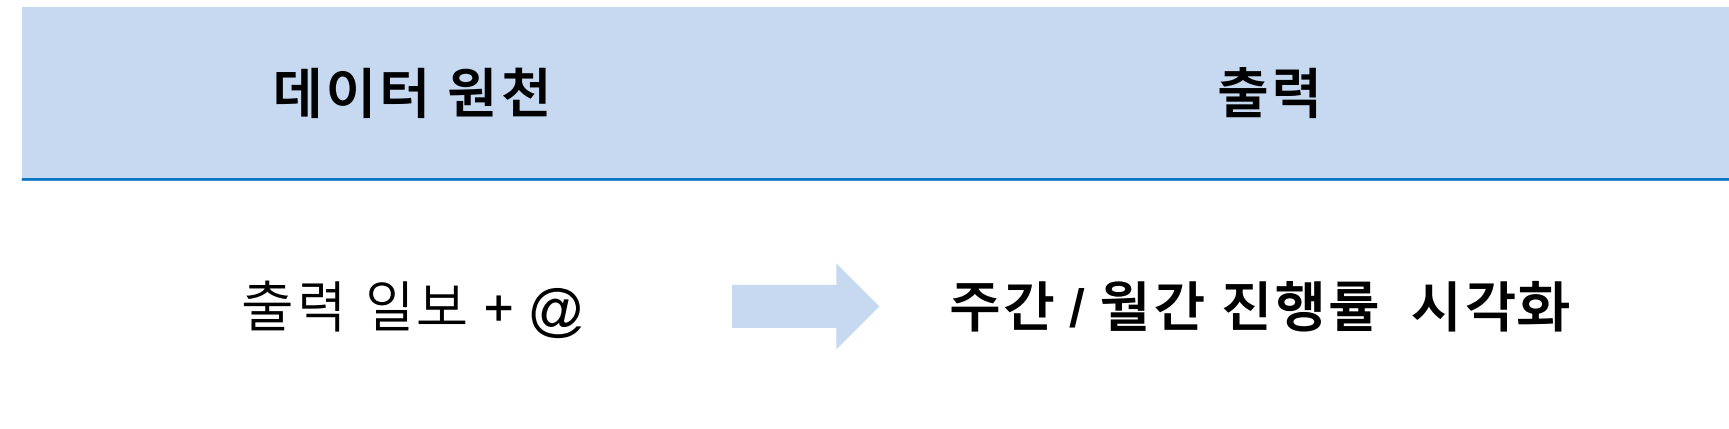 데이터 원천 출력
출력 일보 + @ 주간 / 월간 진행률 시각화